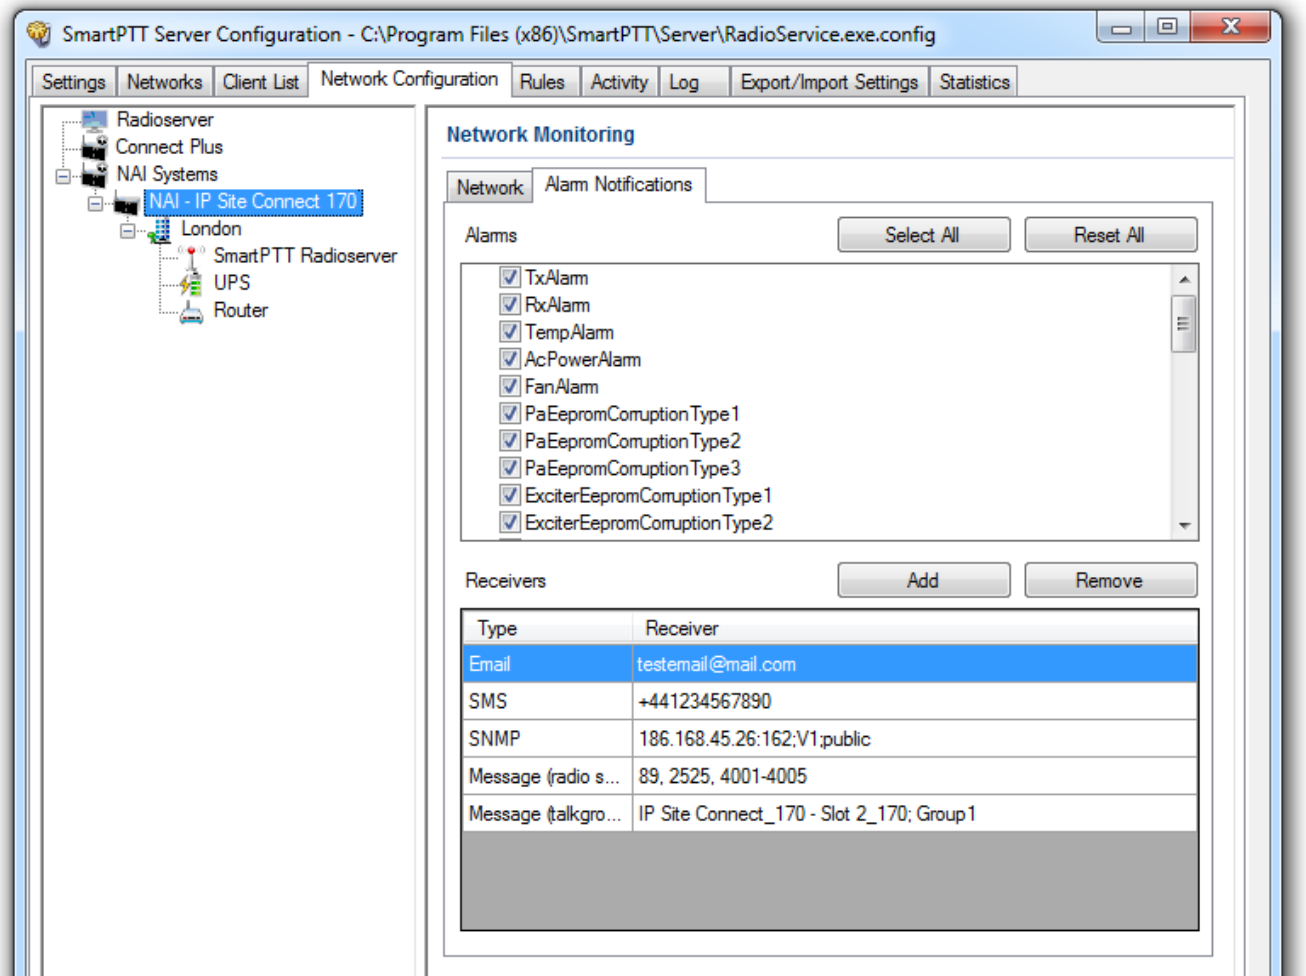 SmartPTT Server Configuration - C:\Program Files (x86)\SmartPTT\Server\RadioService.exe.config
Settings Networks Client List Network Configuration Rules Activity Log Export/Import Settings Statistics
Radioserver
Connect Plus
NAI Systems
NAI - IP Site Connect 170
London
SmartPTT Radioserver
UPS
Router
Network Monitoring
Network Alarm Notifications
Alarms Select All Reset All
TxAlarm
RxAlarm
TempAlarm
AcPowerAlarm
FanAlarm
PaEepromCorruptionType1
PaEepromCorruptionType2
PaEepromCorruptionType3
ExciterEepromCorruptionType1
ExciterEepromCorruptionType2
Receivers Add Remove
Type Receiver
Email testemail@mail.com
SMS +441234567890
SNMP 186.168.45.26:162;V1;public
Message (radio s... 89, 2525, 4001-4005
Message (talkgro... IP Site Connect_170 - Slot 2_170; Group1